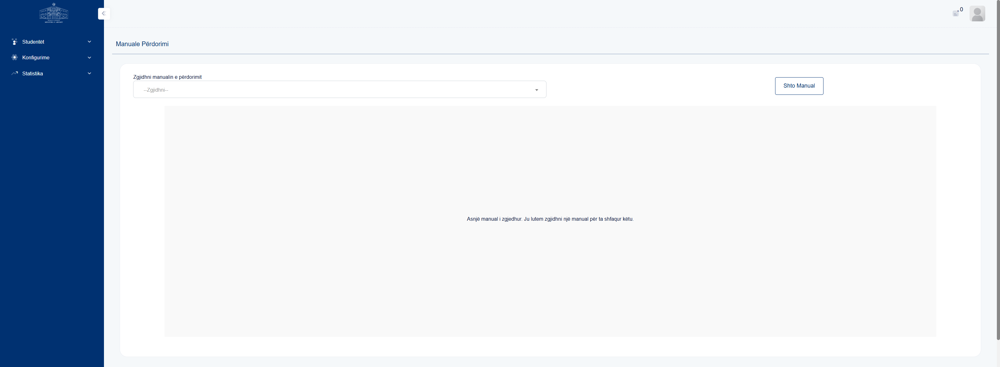 0
Studentët
Konfigurime
Statistika
Manuale Përdorimi
Zgjidhni manualin e përdorimit
--Zgjidhni--
Shto Manual
Asnjë manual i zgjedhur. Ju lutem zgjidhni një manual për ta shfaqur këtu.